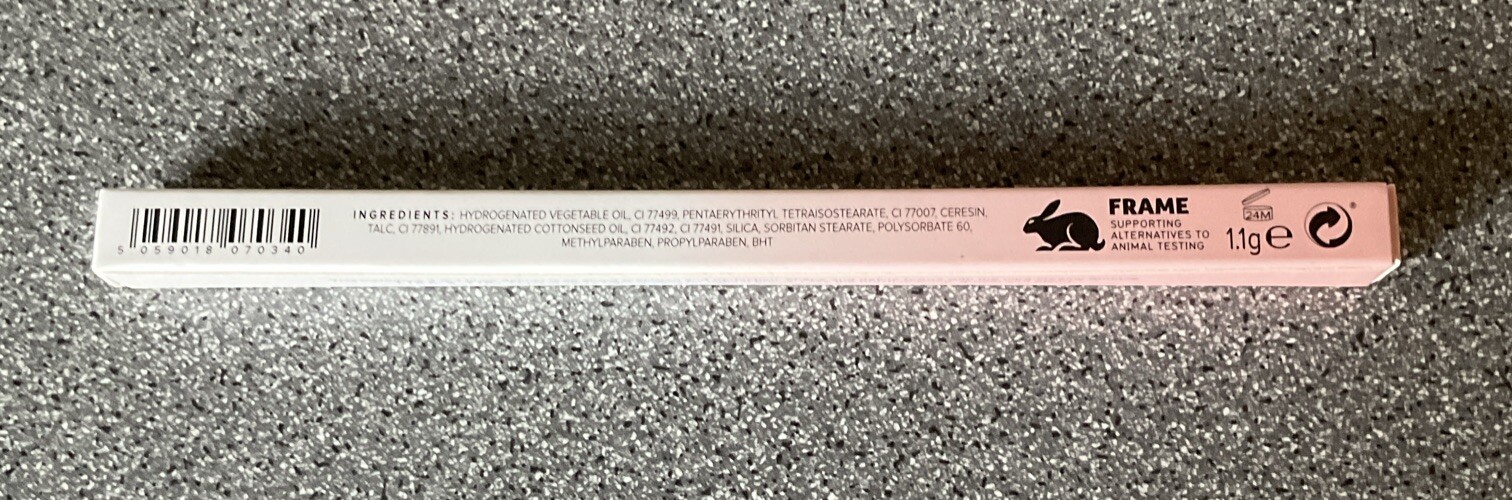 5 059018 070340
INGREDIENTS: HYDROGENATED VEGETABLE OIL, CI 77499, PENTAERYTHRITYL TETRAISOSTEARATE, CI 77007, CERESIN,
TALC, CI 77891, HYDROGENATED COTTONSEED OIL, CI 77492, CI 77491, SILICA, SORBITAN STEARATE, POLYSORBATE 60,
METHYLPARABEN, PROPYLPARABEN, BHT
FRAME
SUPPORTING
ALTERNATIVES TO
ANIMAL TESTING
24M
1.1g e